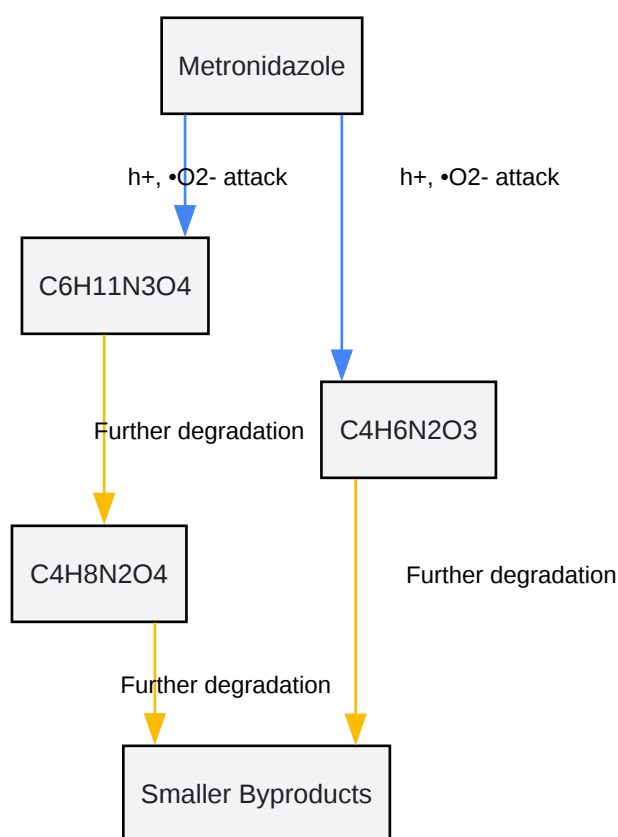 Metronidazole
h+, •O2- attack
h+, •O2- attack
C6H11N3O4
Further degradation
C4H6N2O3
C4H8N2O4
Further degradation
Further degradation
Smaller Byproducts